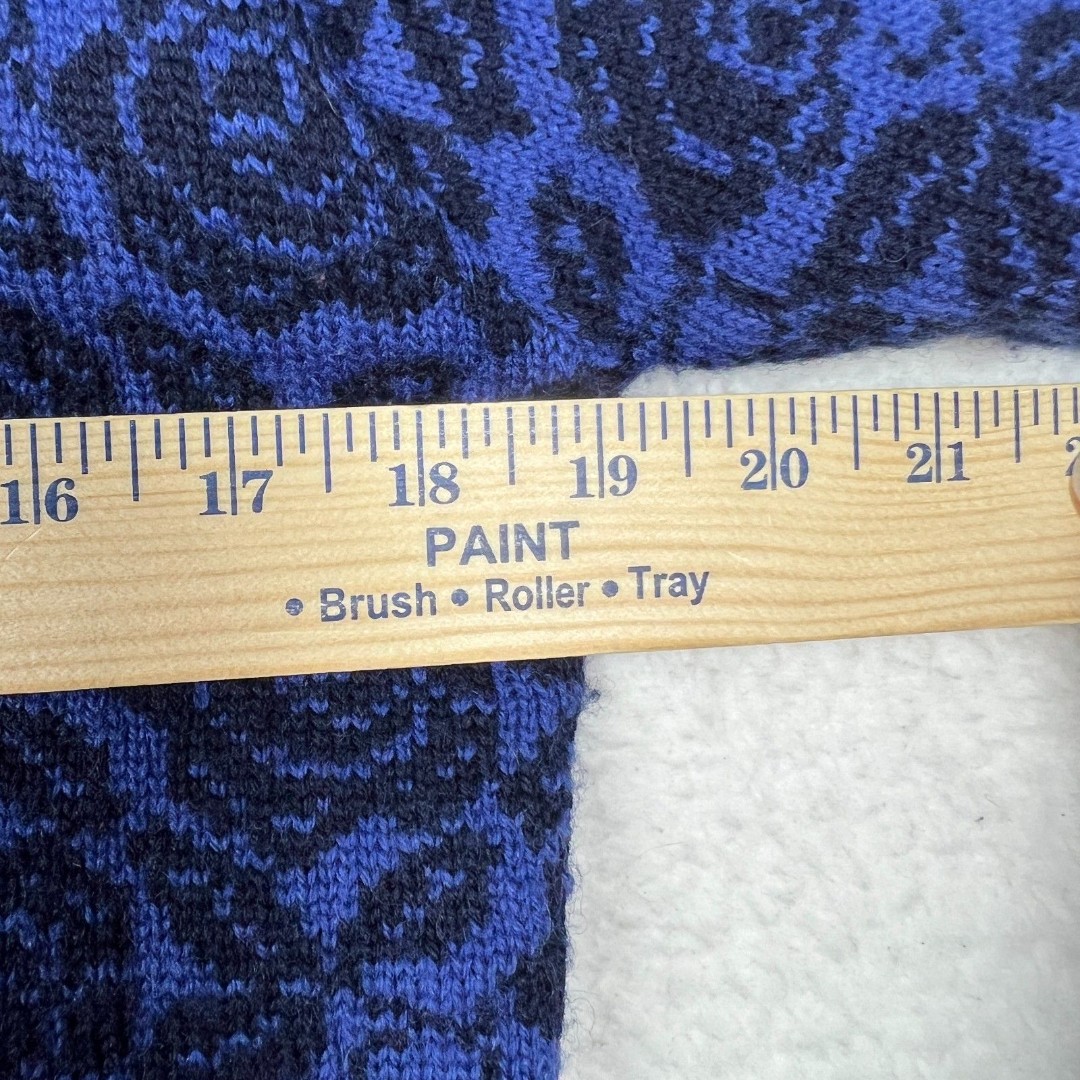 16 17 18 19 20 21
PAINT
• Brush • Roller • Tray